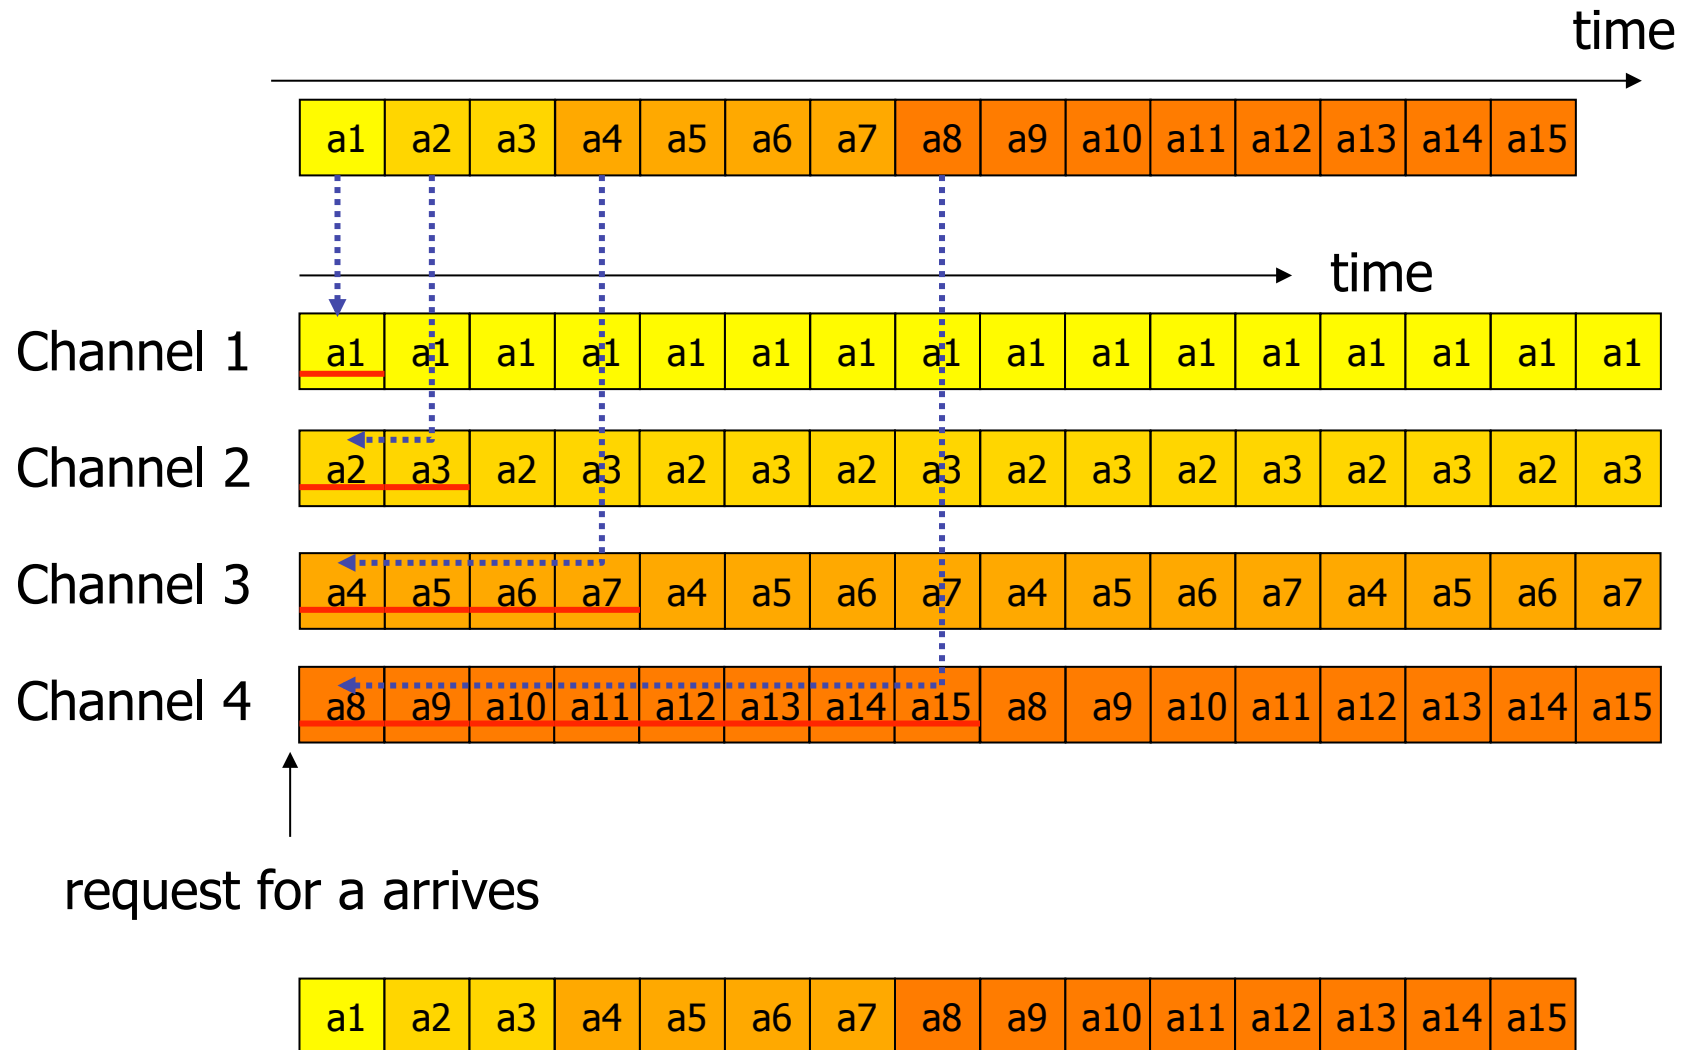 time
a1 a2 a3 a4 a5 a6 a7 a8 a9 a10 a11 a12 a13 a14 a15
time
Channel 1 a1 a1 a1 a1 a1 a1 a1 a1 a1 a1 a1 a1 a1 a1 a1 a1
Channel 2 a2 a3 a2 a3 a2 a3 a2 a3 a2 a3 a2 a3 a2 a3 a2 a3
Channel 3 a4 a5 a6 a7 a4 a5 a6 a7 a4 a5 a6 a7 a4 a5 a6 a7
Channel 4 a8 a9 a10 a11 a12 a13 a14 a15 a8 a9 a10 a11 a12 a13 a14 a15
request for a arrives
a1 a2 a3 a4 a5 a6 a7 a8 a9 a10 a11 a12 a13 a14 a15